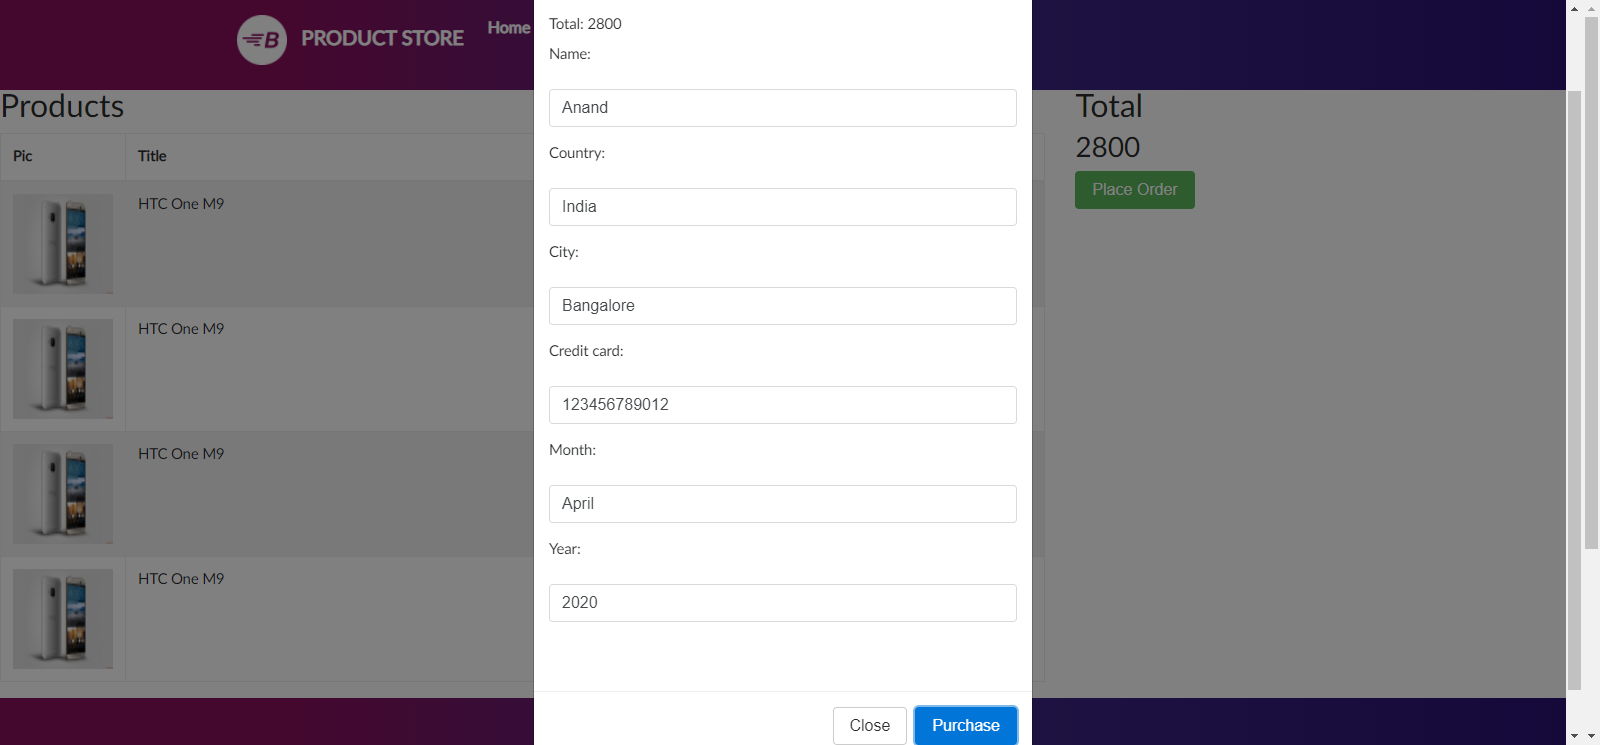 B PRODUCT STORE
Home
Products
Pic Title
HTC One M9
HTC One M9
HTC One M9
HTC One M9
Total: 2800
Name:
Anand
Country:
India
City:
Bangalore
Credit card:
123456789012
Month:
April
Year:
2020
Close Purchase
Total
2800
Place Order